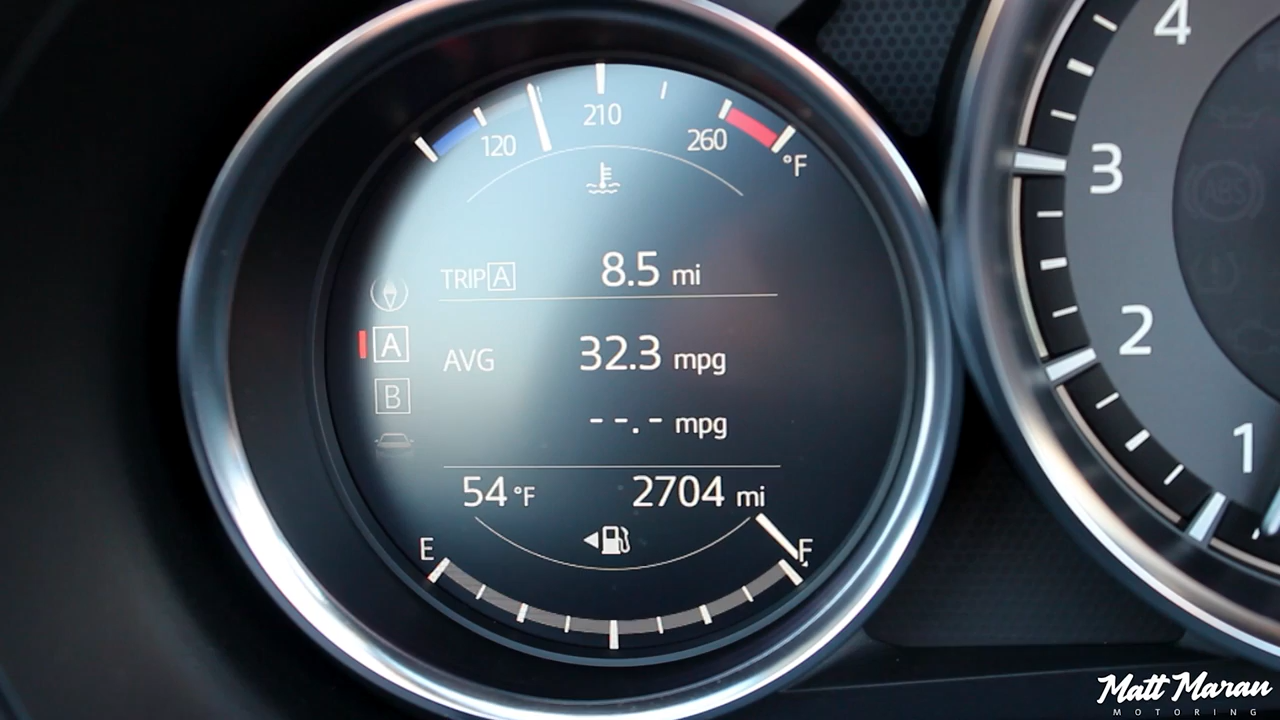 120 210 260 °F
TRIP A 8.5 mi
A
AVG 32.3 mpg
B
--.- mpg
54 °F 2704 mi
E F
4
3
2
1
ABS
Matt Maran
MOTORING